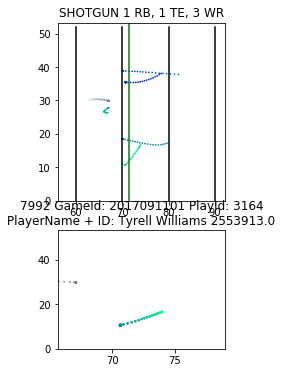 SHOTGUN 1 RB, 1 TE, 3 WR
50
40
30
20
10
0
60 70 80 90
7992 GameId: 2017091101 PlayId: 3164
PlayerName + ID: Tyrell Williams 2553913.0
40
20
0
70 75